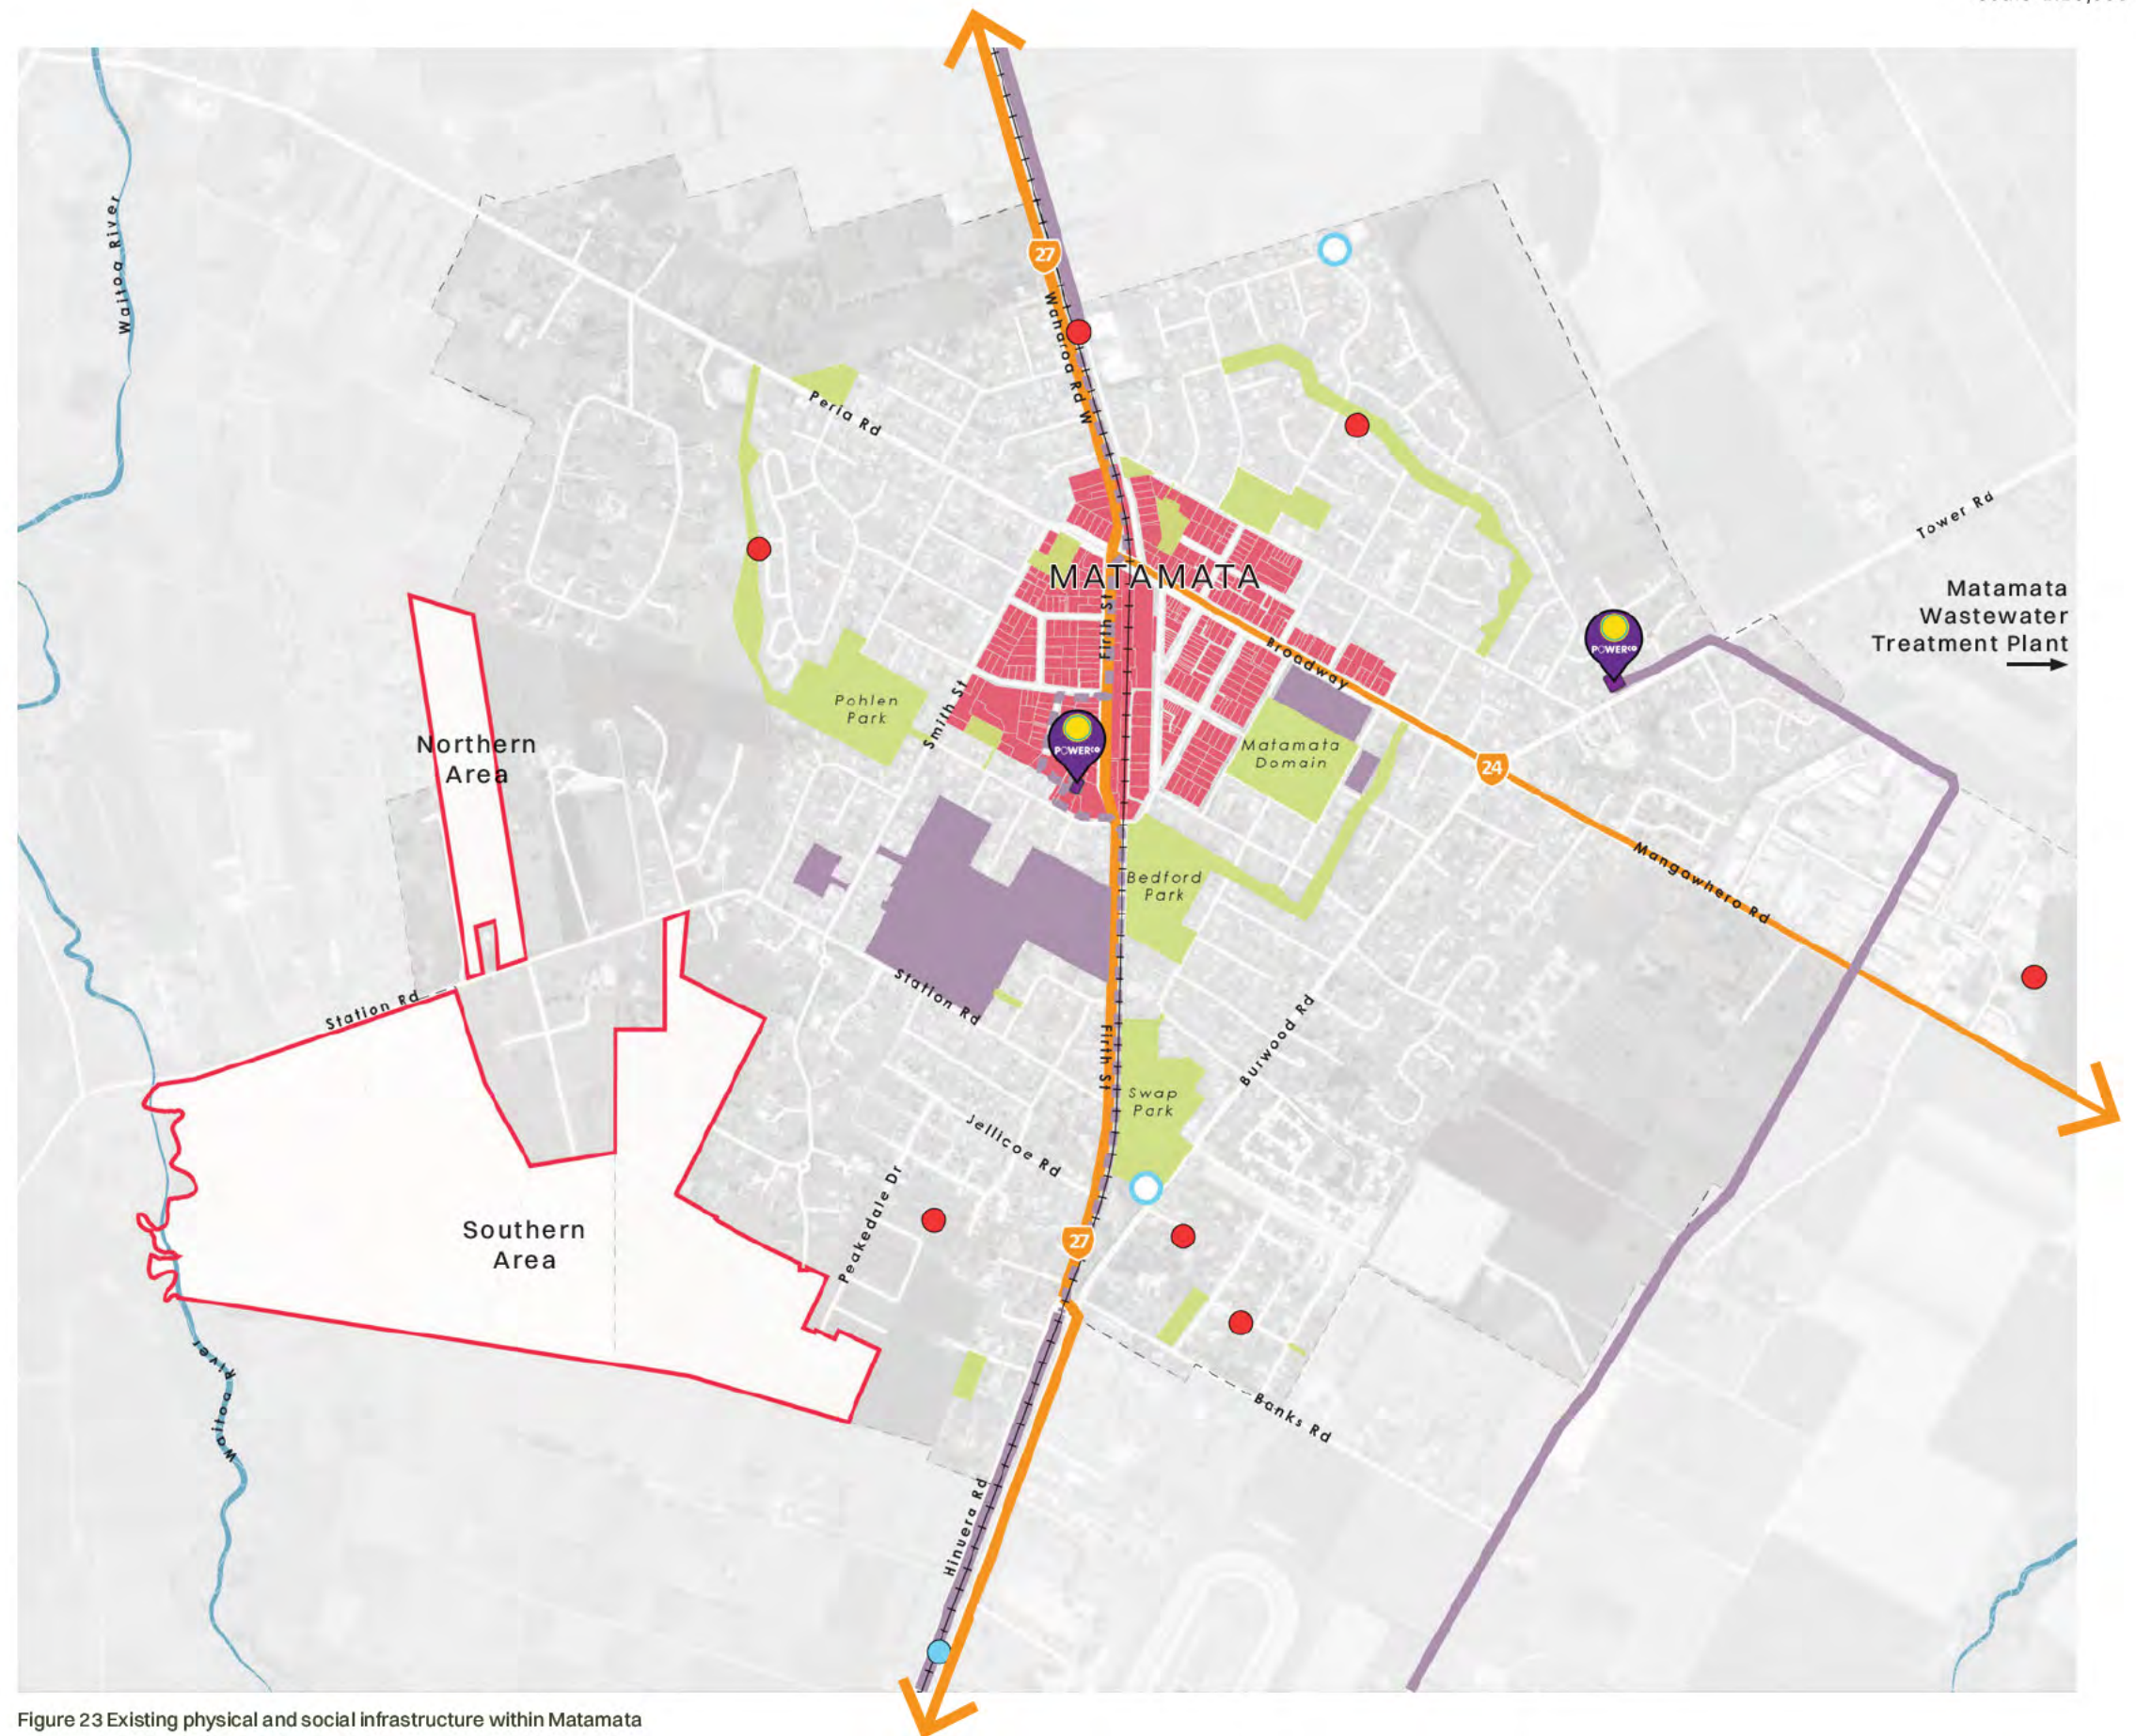 27
Waitoa River
Waharoa Rd W
Peria Rd
Tower Rd
MATAMATA
Matamata
Wastewater
Treatment Plant
Firth St
POWERCO
Broadway
Smith St
Pohlen
Park
POWERCO
Matamata
Domain
Northern
Area
24
Mangawhero Rd
Bedford
Park
Station Rd
Station Rd
Burwood Rd
Firth St
Swap
Park
Jellicoe Rd
Peakedale Dr
Southern
Area
27
Waitoa River
Banks Rd
Hinuera Rd
Figure 23 Existing physical and social infrastructure within Matamata